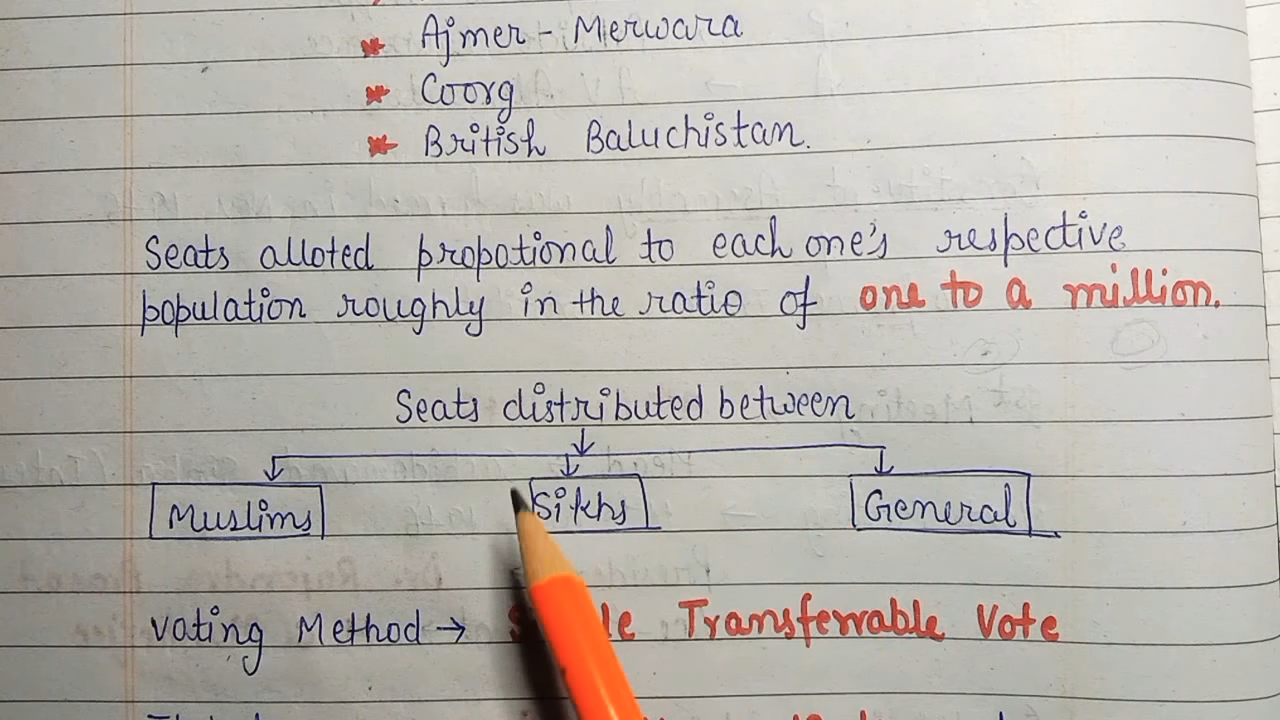 Ajmer - Merwara
Coorg
British Baluchistan.
Seats alloted propotional to each one's respective
population roughly in the ratio of one to a million.
Seats distributed between
Muslims Sikhs General
Voting Method → Transferrable Vote